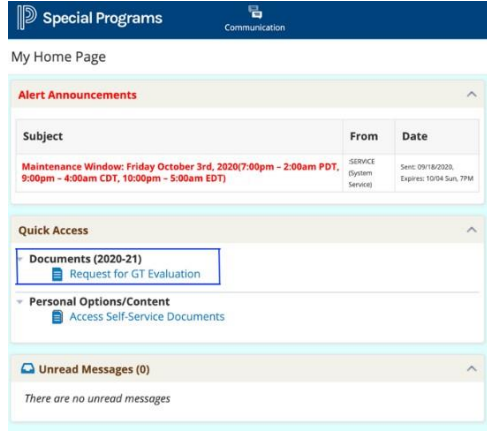 Special Programs
Communication
My Home Page
Alert Announcements
Subject
From
Date
Maintenance Window: Friday October 3rd, 2020(7:00pm – 2:00am PDT,
9:00pm – 4:00am CDT, 10:00pm – 5:00am EDT)
SERVICE
(System
Service)
Sent: 09/18/2020,
Expires: 10/04 Sun, 7PM
Quick Access
Documents (2020-21)
Request for GT Evaluation
Personal Options/Content
Access Self-Service Documents
Unread Messages (0)
There are no unread messages